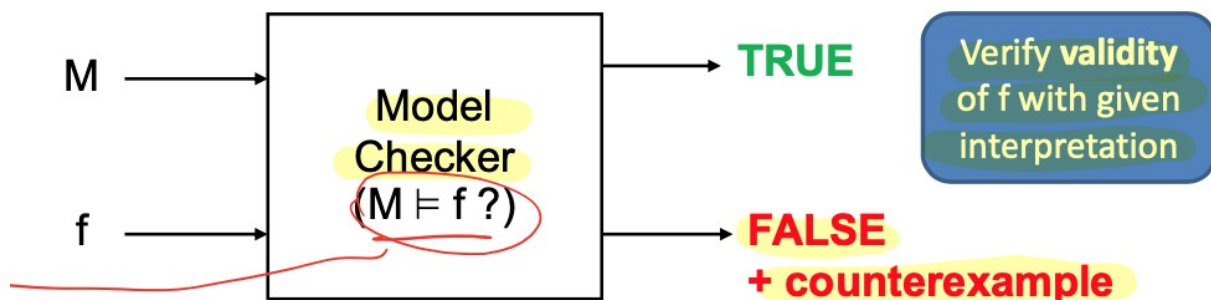 M
f
Model
Checker
(M ⊨ f ?)
TRUE
FALSE
+ counterexample
Verify validity
of f with given
interpretation